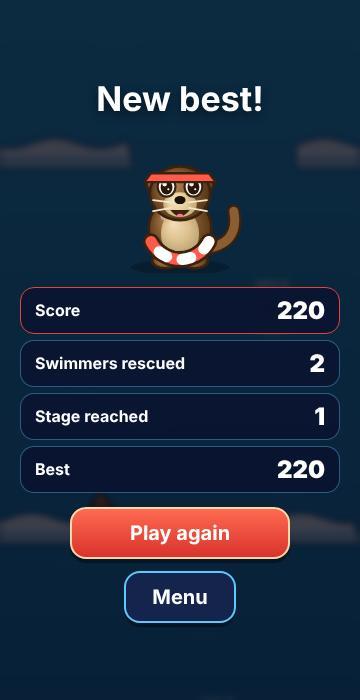 New best!
Score 220
Swimmers rescued 2
Stage reached 1
Best 220
Play again
Menu